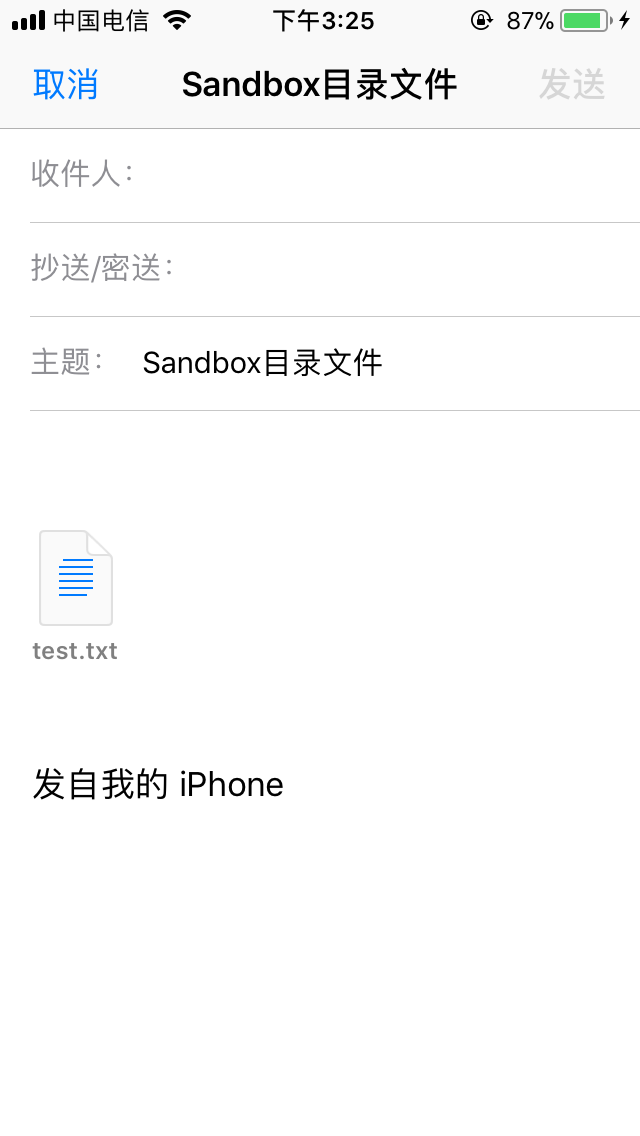 中国电信 下午3:25 87%
取消 Sandbox目录文件 发送
收件人：
抄送/密送：
主题： Sandbox目录文件
test.txt
发自我的 iPhone